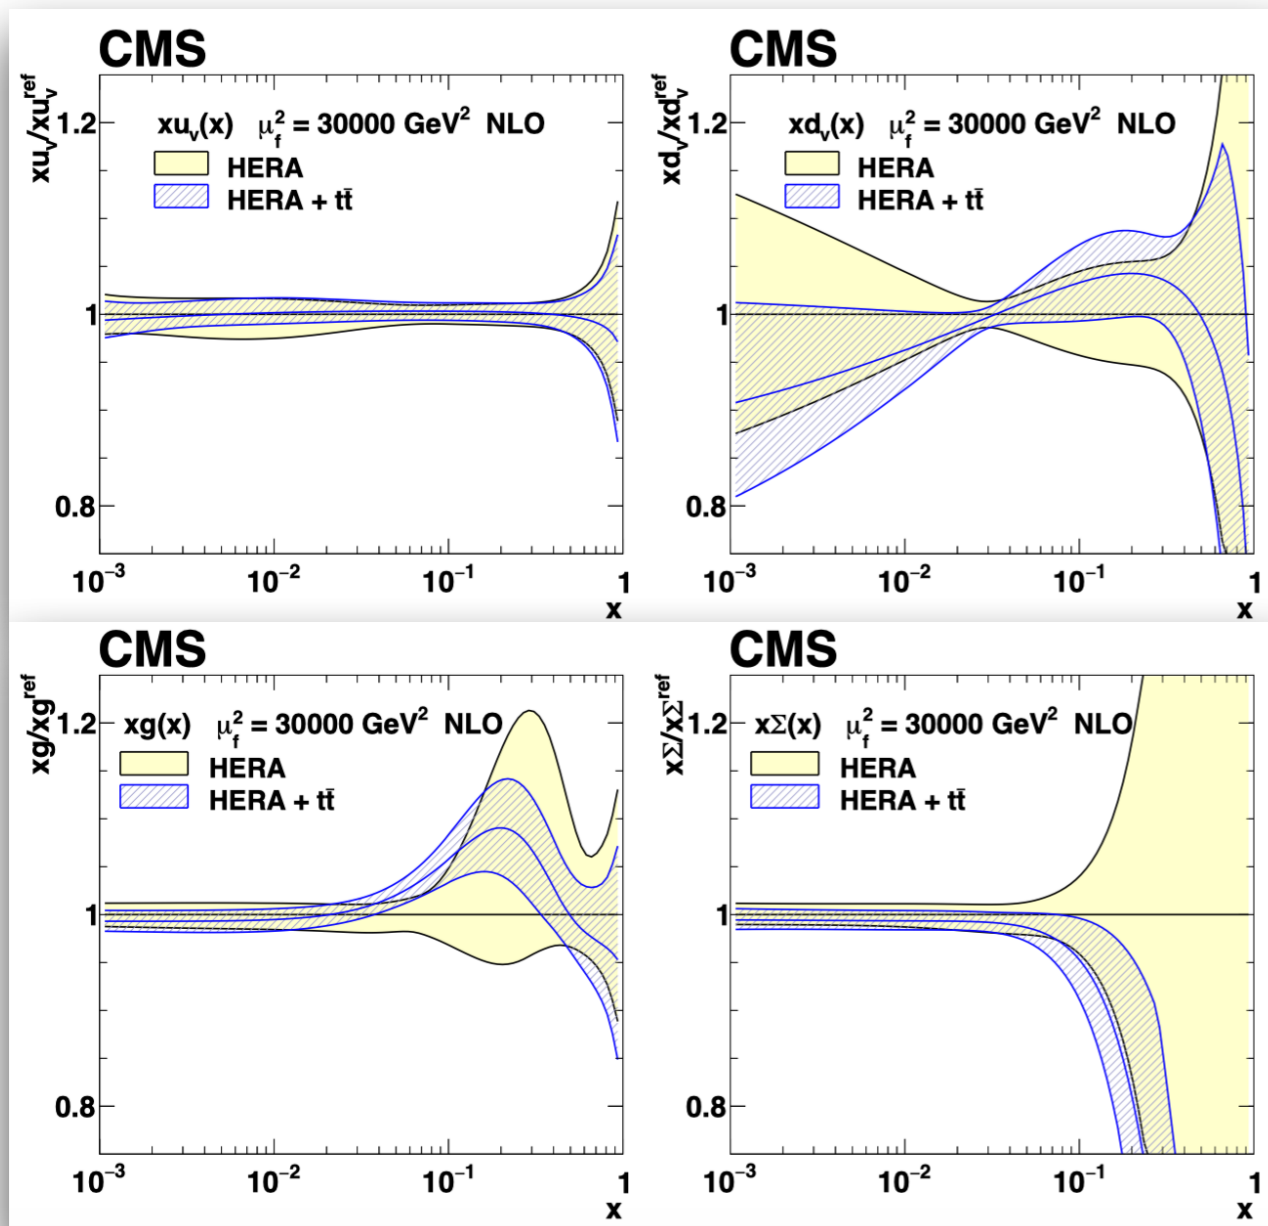 CMS
xu_v/xu_v^ref
xu_v(x) μ_f^2 = 30000 GeV^2 NLO
HERA
HERA + tt̄
1.2
1
0.8
10^−3 10^−2 10^−1 1
x
CMS
xd_v/xd_v^ref
xd_v(x) μ_f^2 = 30000 GeV^2 NLO
HERA
HERA + tt̄
1.2
1
0.8
10^−3 10^−2 10^−1 1
x
CMS
xg/xg^ref
xg(x) μ_f^2 = 30000 GeV^2 NLO
HERA
HERA + tt̄
1.2
1
0.8
10^−3 10^−2 10^−1 1
x
CMS
xΣ/xΣ^ref
xΣ(x) μ_f^2 = 30000 GeV^2 NLO
HERA
HERA + tt̄
1.2
1
0.8
10^−3 10^−2 10^−1 1
x